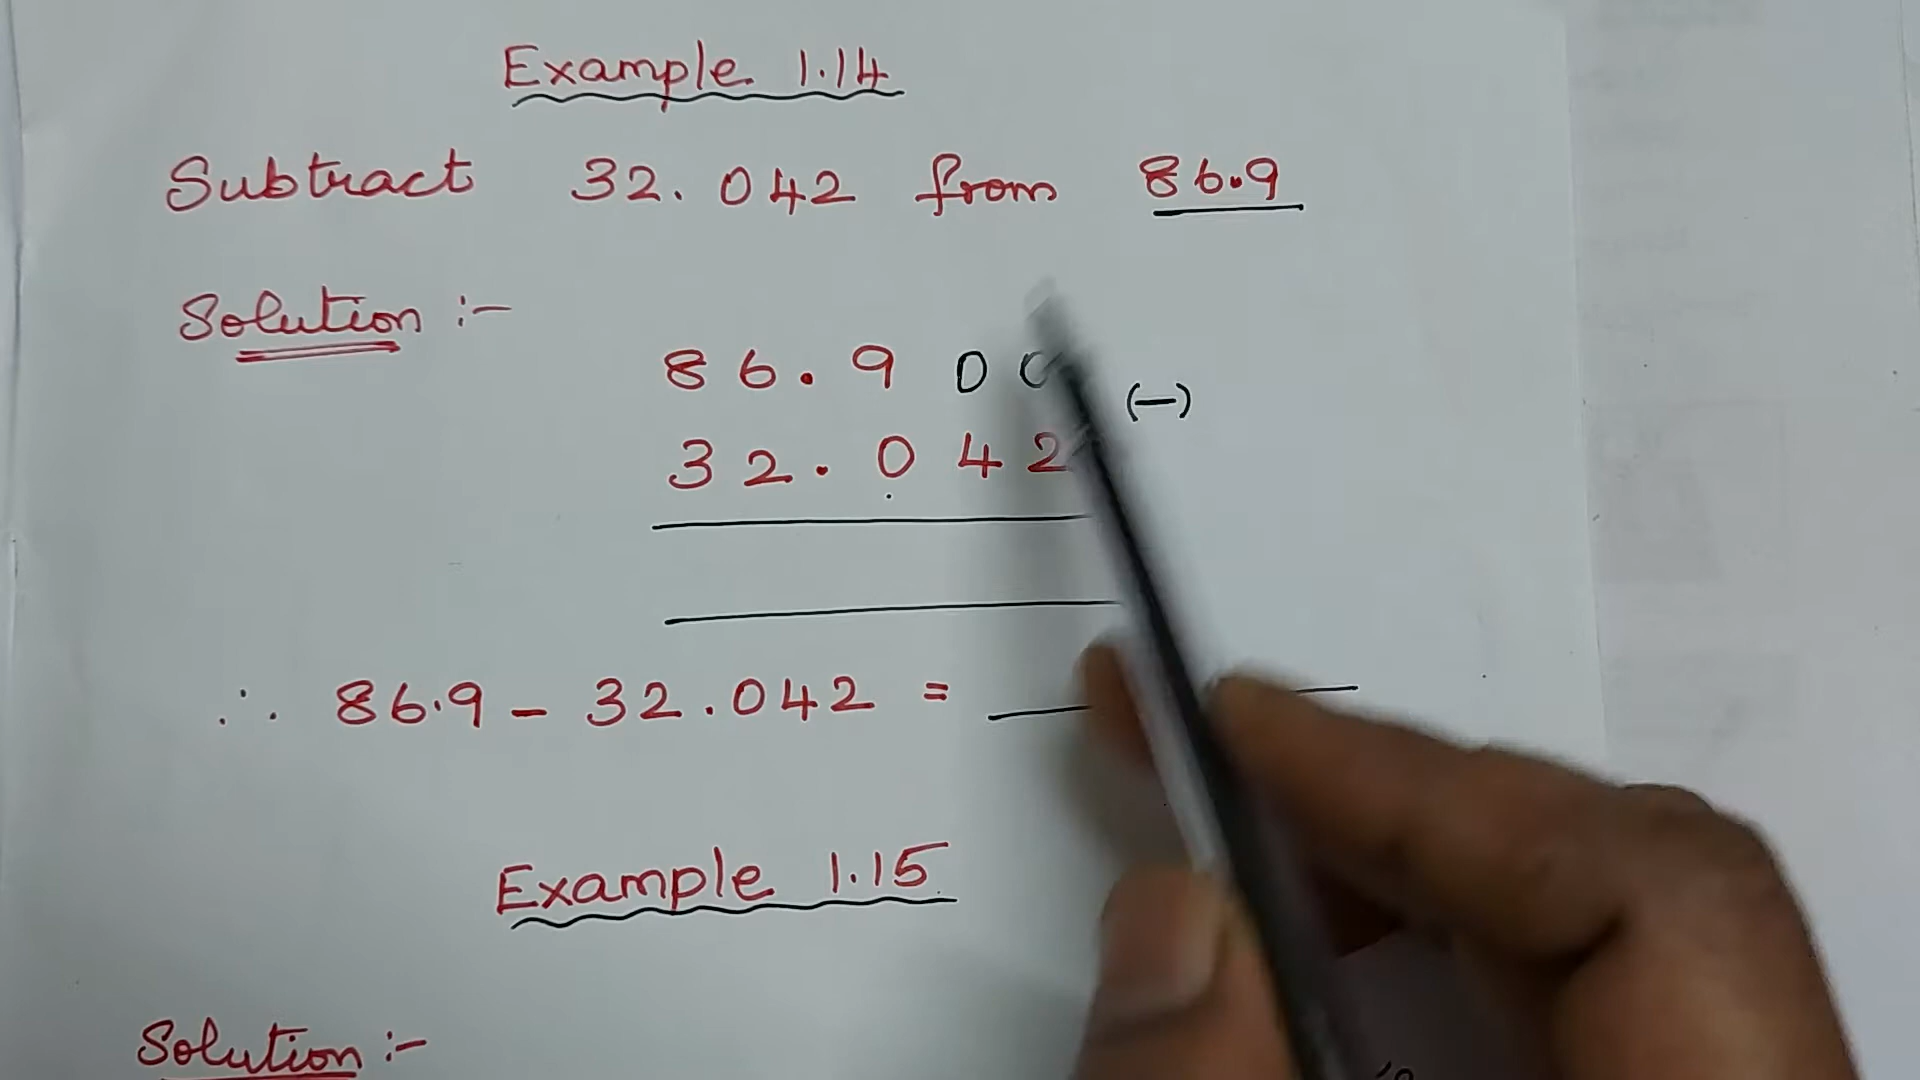 Example 1.14
Subtract 32.042 from 86.9
Solution :-
86.900 (-)
32.042
∴ 86.9 - 32.042 =
Example 1.15
Solution :-